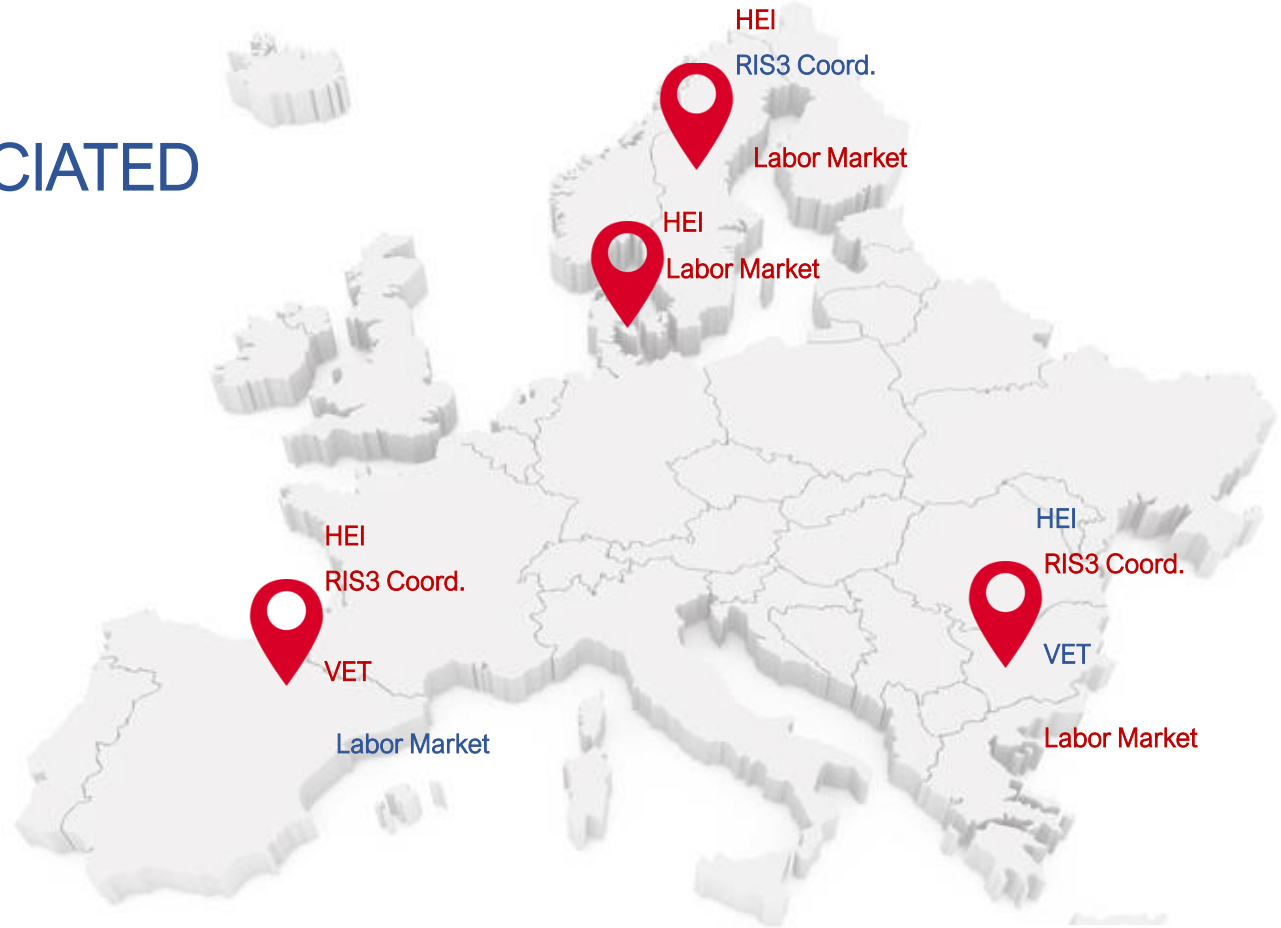 HEI
RIS3 Coord.
Labor Market
CIATED
HEI
Labor Market
HEI
RIS3 Coord.
VET
Labor Market
HEI
RIS3 Coord.
VET
Labor Market